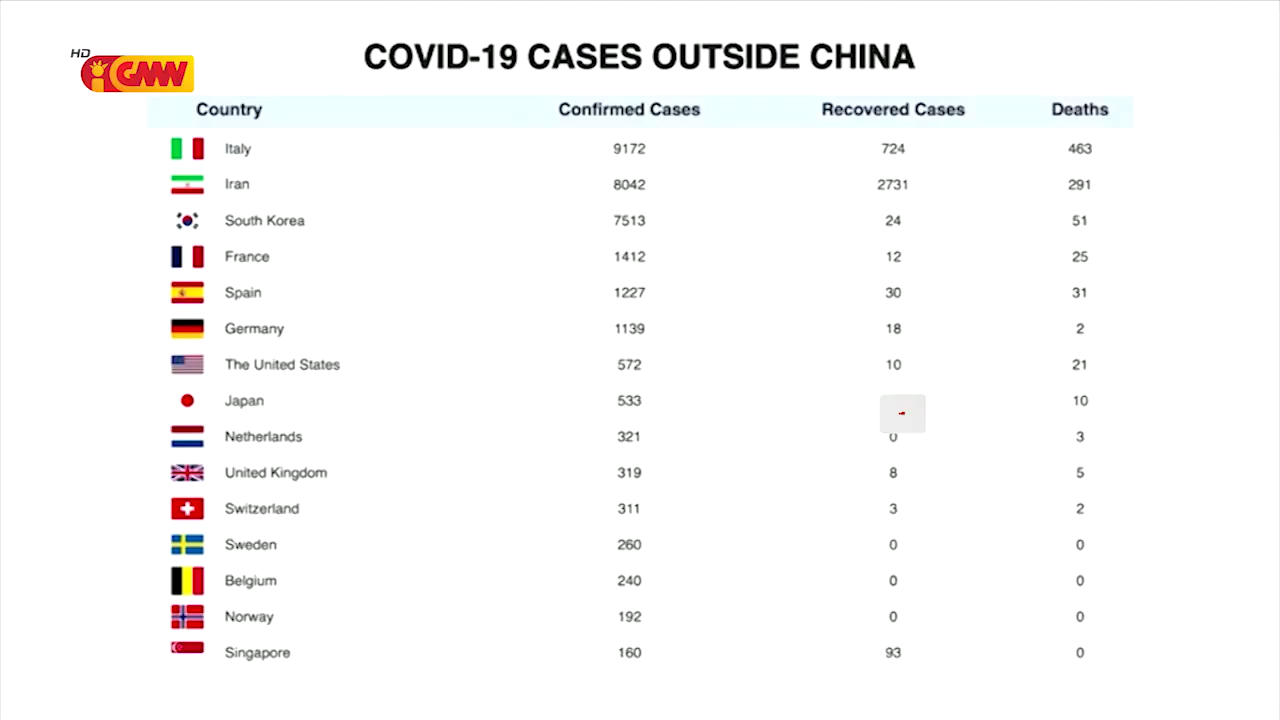 HD
iGMW
COVID-19 CASES OUTSIDE CHINA
Country Confirmed Cases Recovered Cases Deaths
Italy 9172 724 463
Iran 8042 2731 291
South Korea 7513 24 51
France 1412 12 25
Spain 1227 30 31
Germany 1139 18 2
The United States 572 10 21
Japan 533 10
Netherlands 321 0 3
United Kingdom 319 8 5
Switzerland 311 3 2
Sweden 260 0 0
Belgium 240 0 0
Norway 192 0 0
Singapore 160 93 0